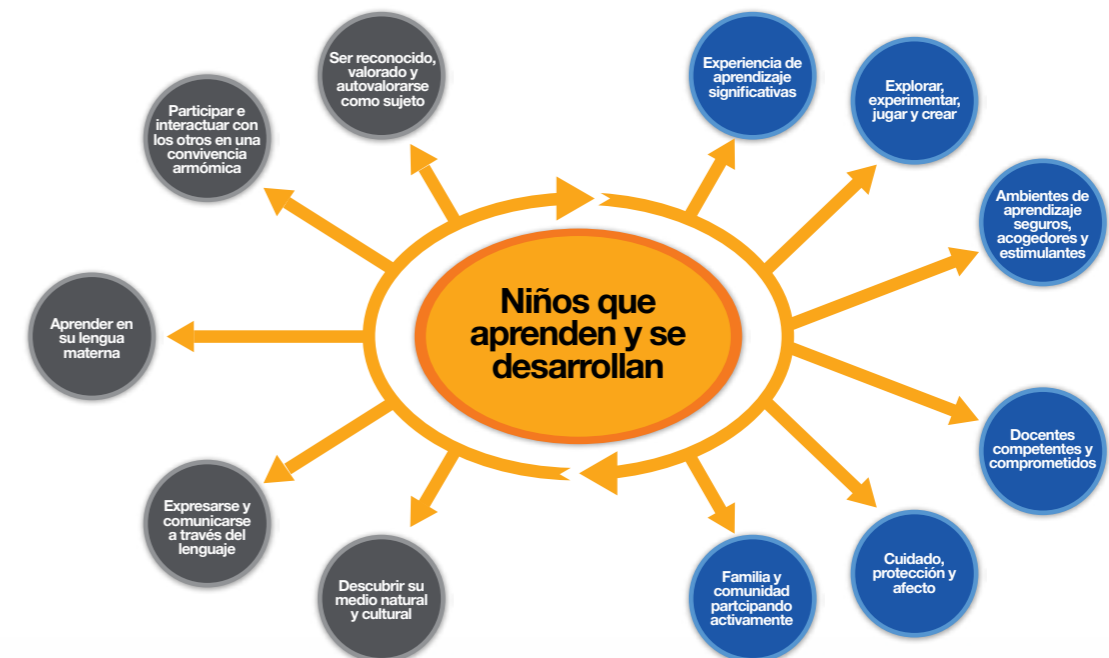 Ser reconocido,
valorado y
autovalorarse
como sujeto
Experiencia de
aprendizaje
significativas
Explorar,
experimentar,
jugar y crear
Participar e
interactuar con
los otros en una
convivencia
armómica
Ambientes de
aprendizaje
seguros,
acogedores y
estimulantes
Niños que
aprenden y se
desarrollan
Aprender en
su lengua
materna
Docentes
competentes y
comprometidos
Expresarse y
comunicarse
a través del
lenguaje
Cuidado,
protección y
afecto
Descubrir su
medio natural
y cultural
Familia y
comunidad
partcipando
activamente